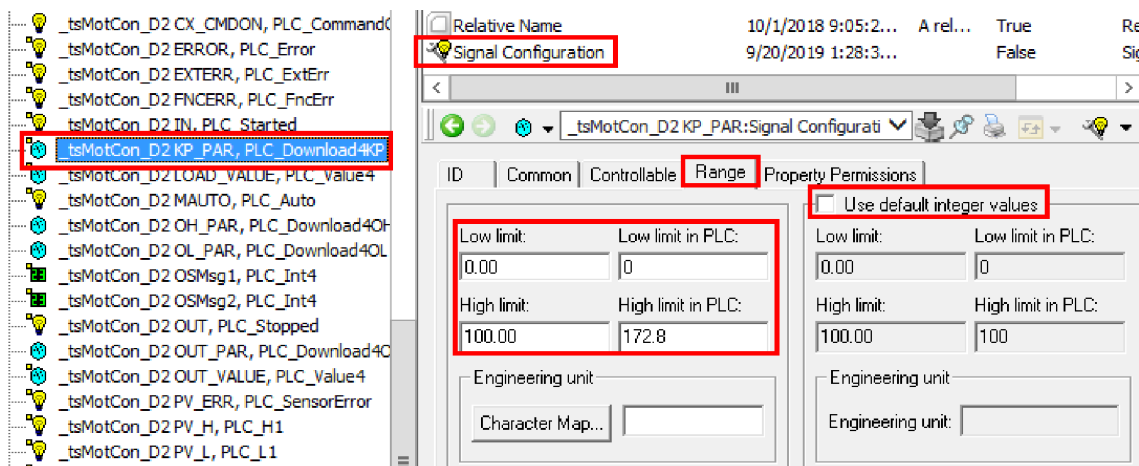 _tsMotCon_D2 CX_CMDON, PLC_CommandO
_tsMotCon_D2 ERROR, PLC_Error
_tsMotCon_D2 EXTERR, PLC_ExtErr
_tsMotCon_D2 FNCERR, PLC_FncErr
_tsMotCon_D2 IN, PLC_Started
_tsMotCon_D2 KP_PAR, PLC_Download4KP
_tsMotCon_D2 LOAD_VALUE, PLC_Value4
_tsMotCon_D2 MAUTO, PLC_Auto
_tsMotCon_D2 OH_PAR, PLC_Download4OH
_tsMotCon_D2 OL_PAR, PLC_Download4OL
_tsMotCon_D2 OSMsg1, PLC_Int4
_tsMotCon_D2 OSMsg2, PLC_Int4
_tsMotCon_D2 OUT, PLC_Stopped
_tsMotCon_D2 OUT_PAR, PLC_Download4O
_tsMotCon_D2 OUT_VALUE, PLC_Value4
_tsMotCon_D2 PV_ERR, PLC_SensorError
_tsMotCon_D2 PV_H, PLC_H1
_tsMotCon_D2 PV_L, PLC_L1
Relative Name 10/1/2018 9:05:2... A rel... True Re
Signal Configuration 9/20/2019 1:28:3... False Sig
_tsMotCon_D2 KP_PAR:Signal Configurati
ID Common Controllable Range Property Permissions
Low limit: Low limit in PLC:
0.00 0
High limit: High limit in PLC:
100.00 172.8
Engineering unit
Character Map...
Use default integer values
Low limit: Low limit in PLC:
0.00 0
High limit: High limit in PLC:
100.00 100
Engineering unit
Engineering unit: